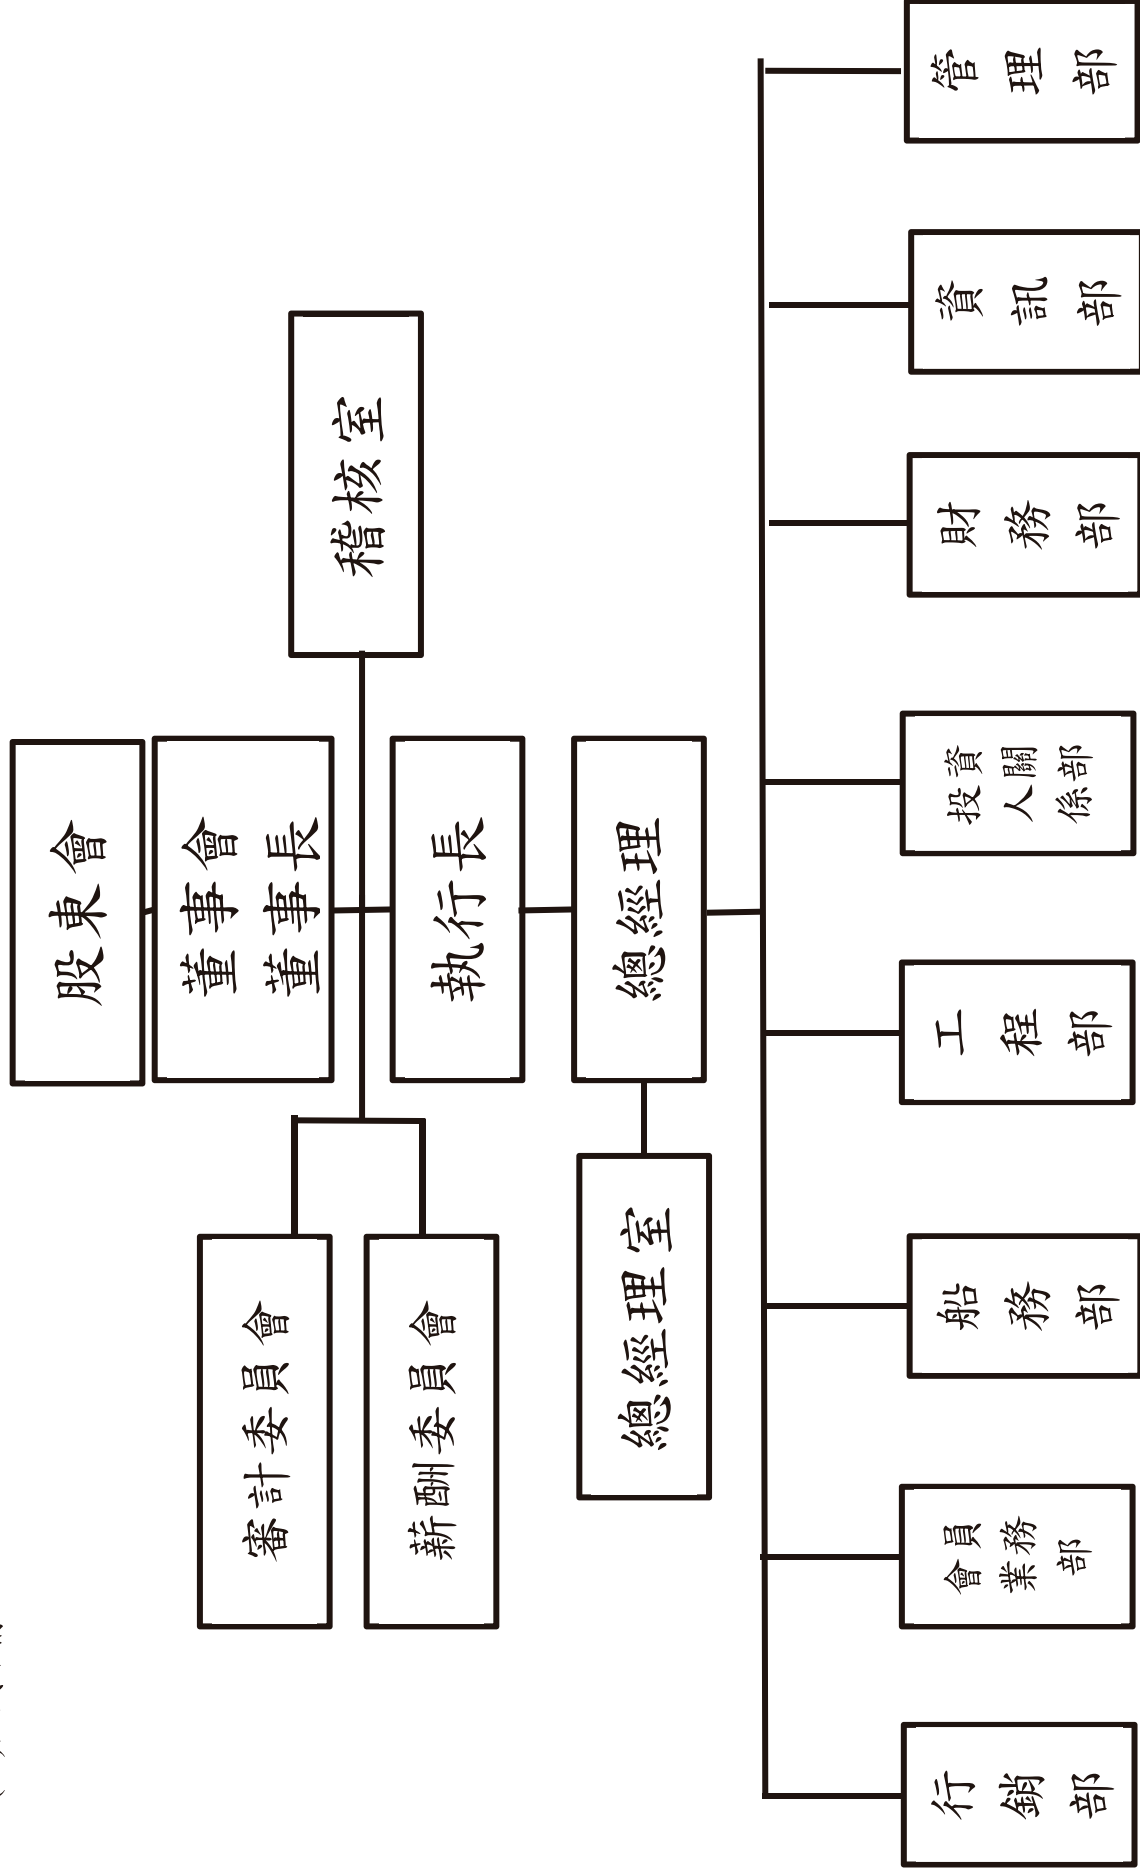 股東會
董事會
董事長
稽核室
審計委員會
薪酬委員會
執行長
總經理
總經理室
行銷部
會員業務部
船務部
工程部
投資人關係部
財務部
資訊部
管理部